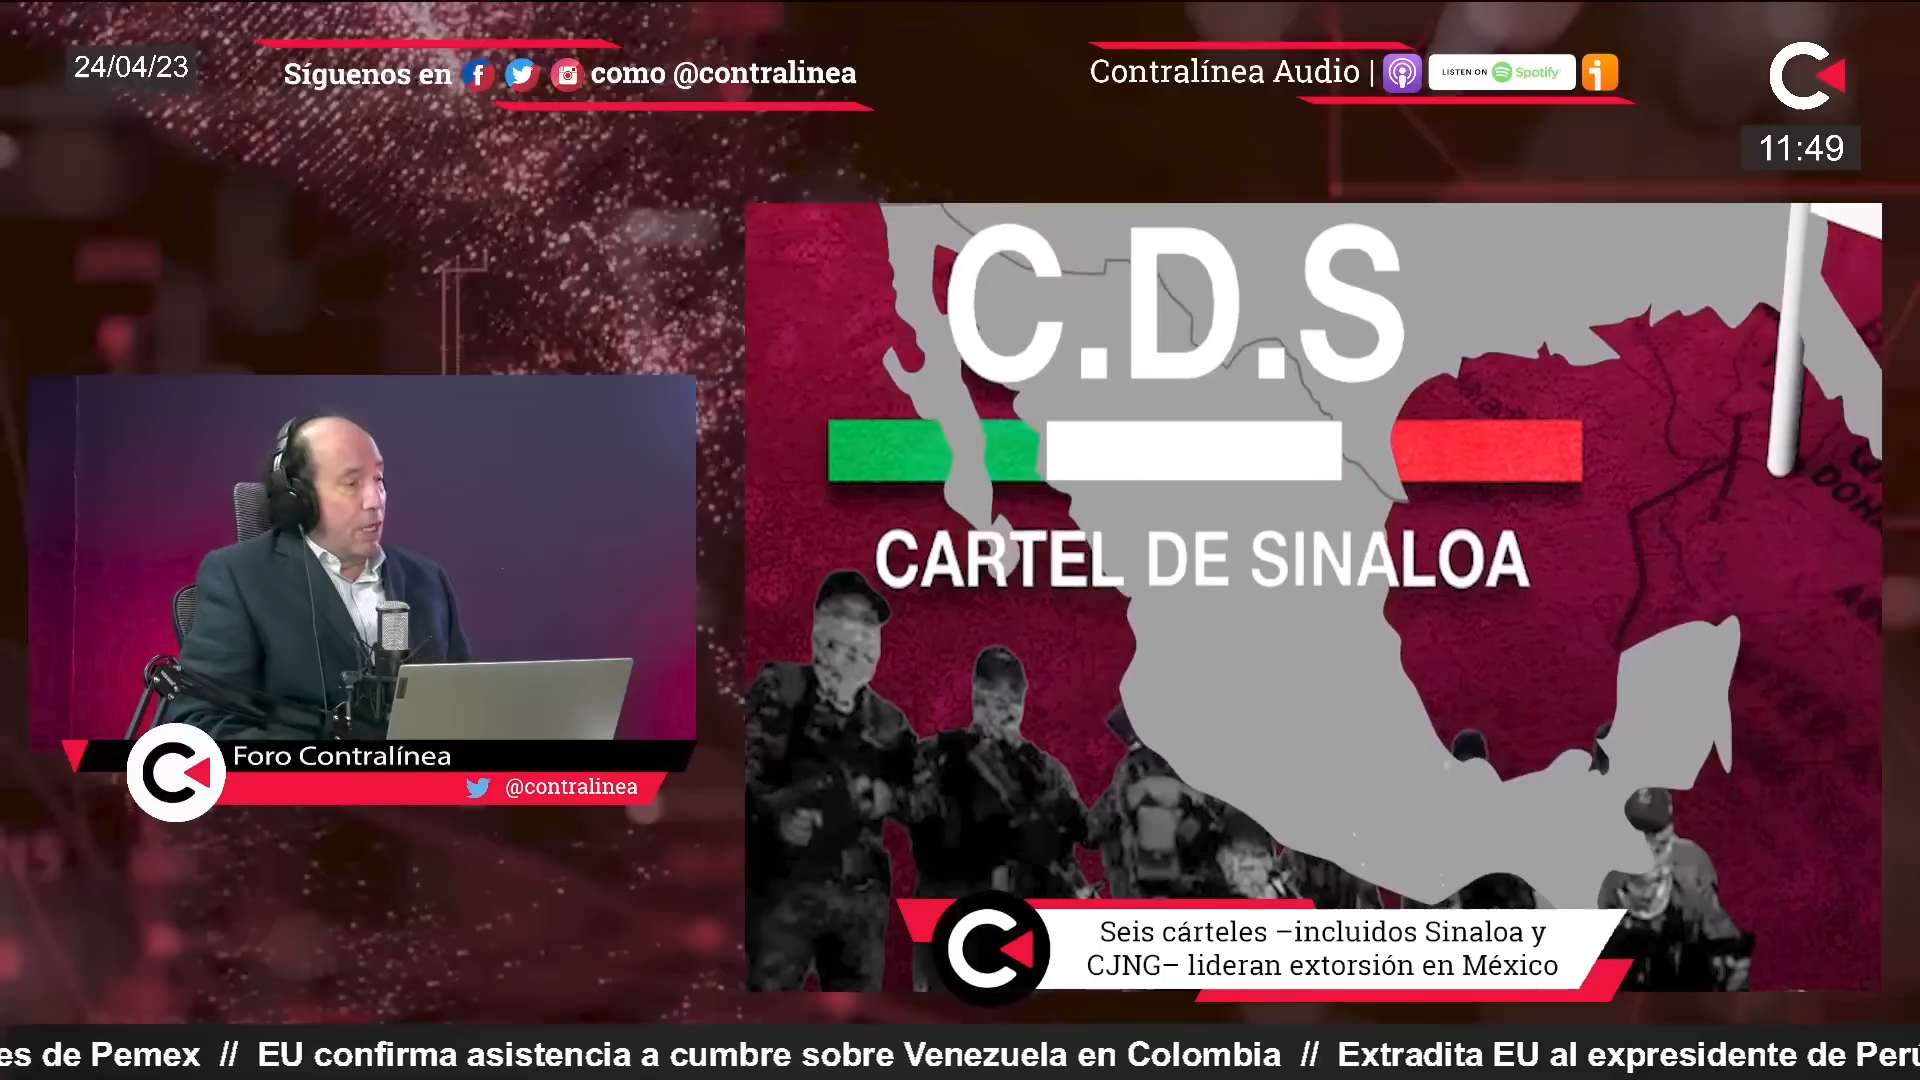 24/04/23
Síguenos en como @contralinea
Contralínea Audio |
LISTEN ON Spotify
11:49
C.D.S
CARTEL DE SINALOA
DOHA
Foro Contralínea
@contralinea
Seis cárteles –incluidos Sinaloa y
CJNG– lideran extorsión en México
es de Pemex // EU confirma asistencia a cumbre sobre Venezuela en Colombia // Extradita EU al expresidente de Perú